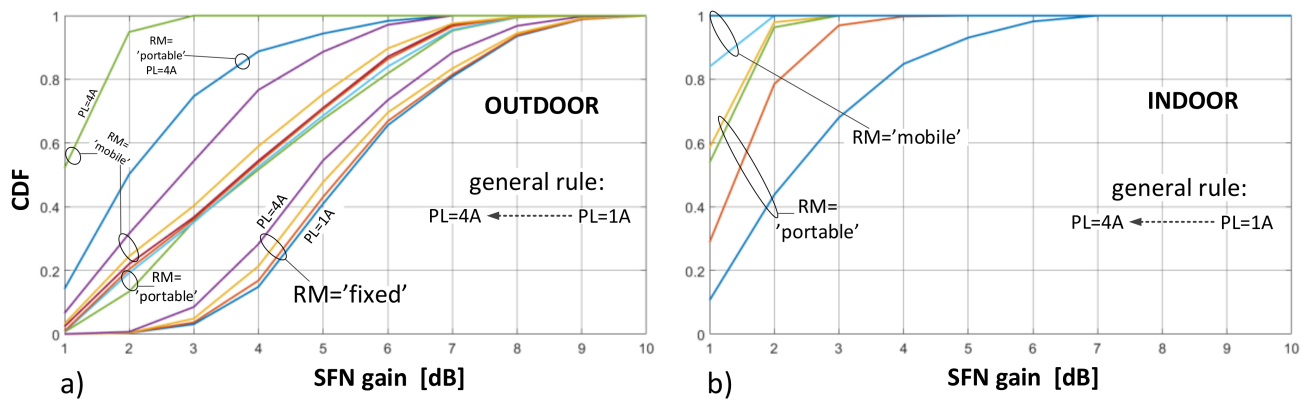 1
0.8
0.6
0.4
0.2
0
CDF
1 2 3 4 5 6 7 8 9 10
SFN gain [dB]
a)
OUTDOOR
RM=
'portable'
PL=4A
PL=4A
RM=
'mobile'
RM=
'portable'
PL=4A
PL=1A
RM='fixed'
general rule:
PL=4A PL=1A
1
0.8
0.6
0.4
0.2
0
1 2 3 4 5 6 7 8 9 10
SFN gain [dB]
b)
INDOOR
RM='mobile'
RM=
'portable'
general rule:
PL=4A PL=1A